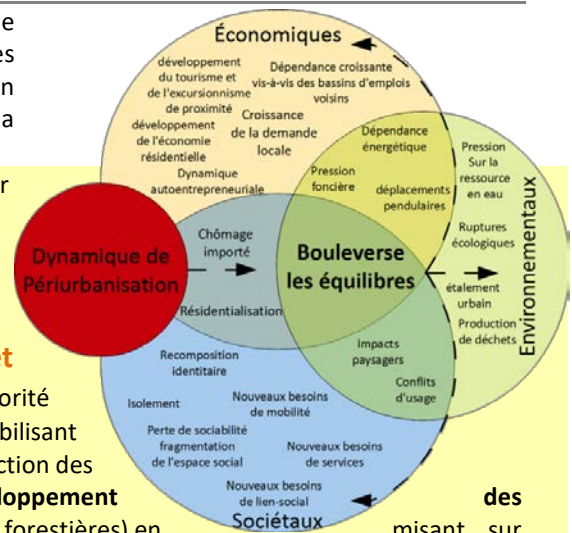 e
es
n
a
r
et
orité
bilisant
ction des
loppement des
forestières) en misant sur
Économiques
développement
du tourisme et
de l'excursionnisme
de proximité
Dépendance croissante
vis-à-vis des bassins d'emplois
voisins
développement
de l'économie
résidentielle
Croissance
de la demande
locale
Dynamique
autoentrepreneuriale
Dépendance
énergétique
Pression
foncière
déplacements
pendulaires
Pression
Sur la
ressource
en eau
Ruptures
écologiques
étalement
urbain
Production
de déchets
Environnementaux
Dynamique de
Périurbanisation
Chômage
importé
Résidentialisation
Bouleverse
les équilibres
Impacts
paysagers
Conflits
d'usage
Recomposition
identitaire
Isolement
Nouveaux besoins
de mobilité
Perte de sociabilité
fragmentation
de l'espace social
Nouveaux besoins
de services
Nouveaux besoins
de lien-social
Sociétaux